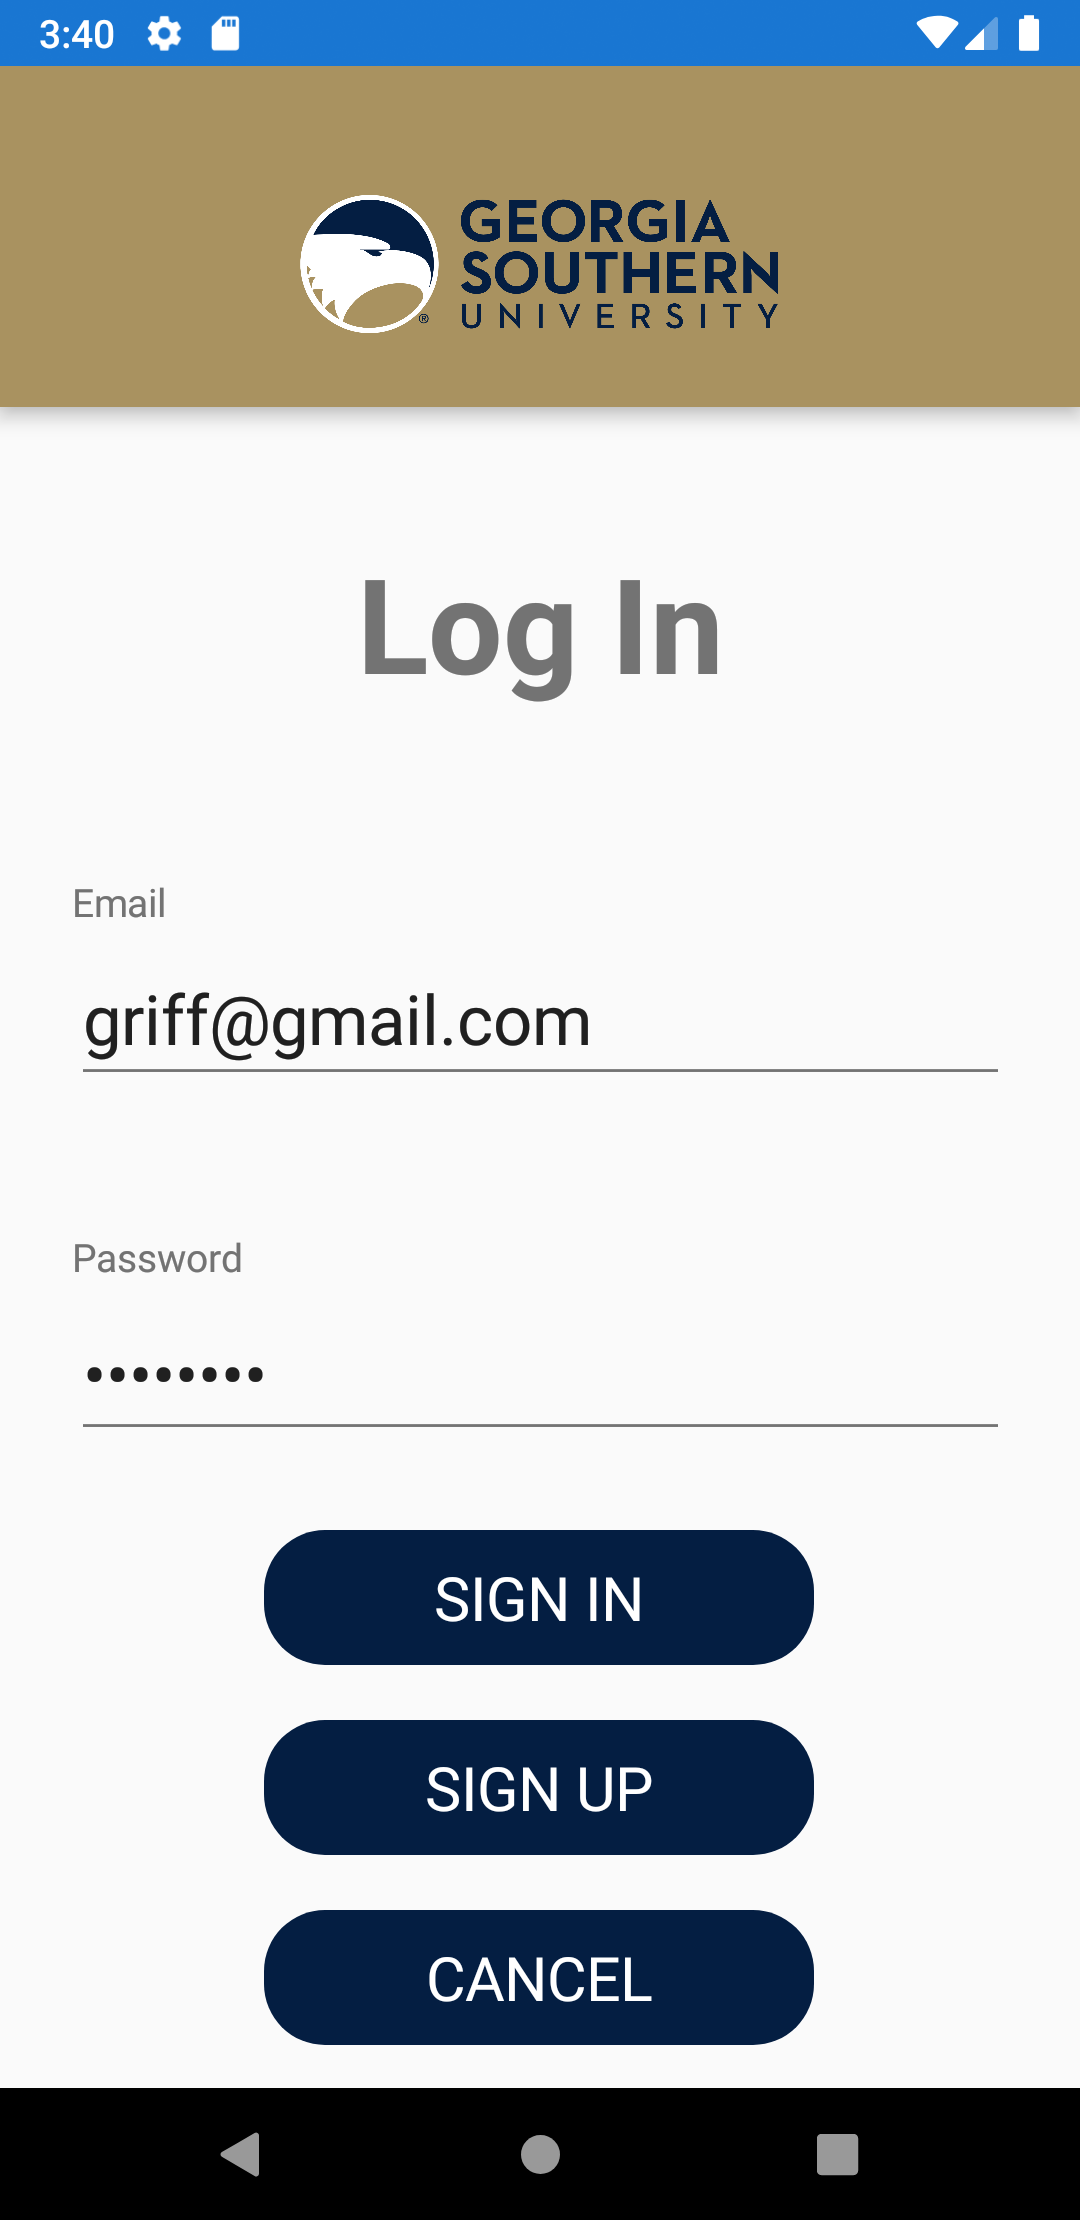 3:40
GEORGIA
SOUTHERN
UNIVERSITY
®
Log In
Email
griff@gmail.com
Password
••••••••
SIGN IN
SIGN UP
CANCEL